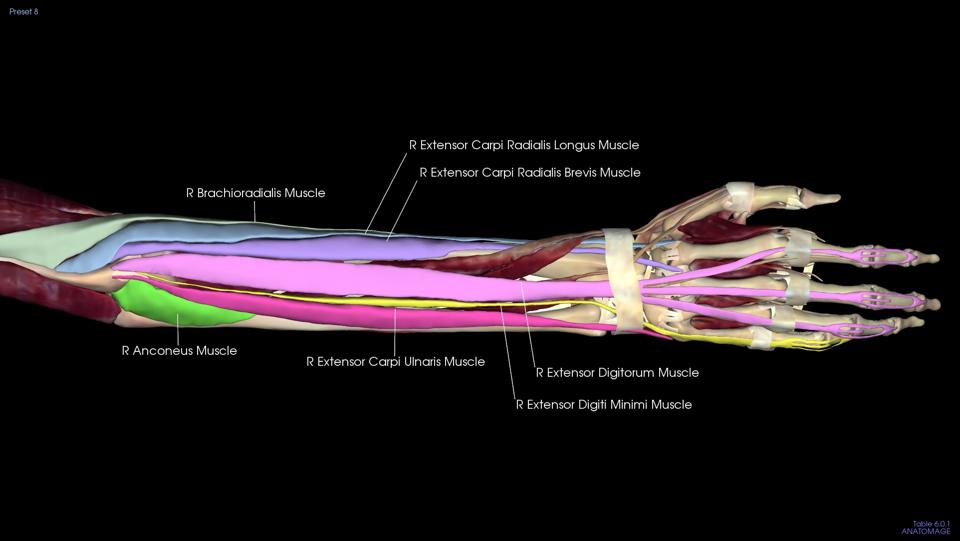 Preset 8
R Extensor Carpi Radialis Longus Muscle
R Extensor Carpi Radialis Brevis Muscle
R Brachioradialis Muscle
R Anconeus Muscle
R Extensor Carpi Ulnaris Muscle
R Extensor Digitorum Muscle
R Extensor Digiti Minimi Muscle
Table 6.0.1
ANATOMAGE